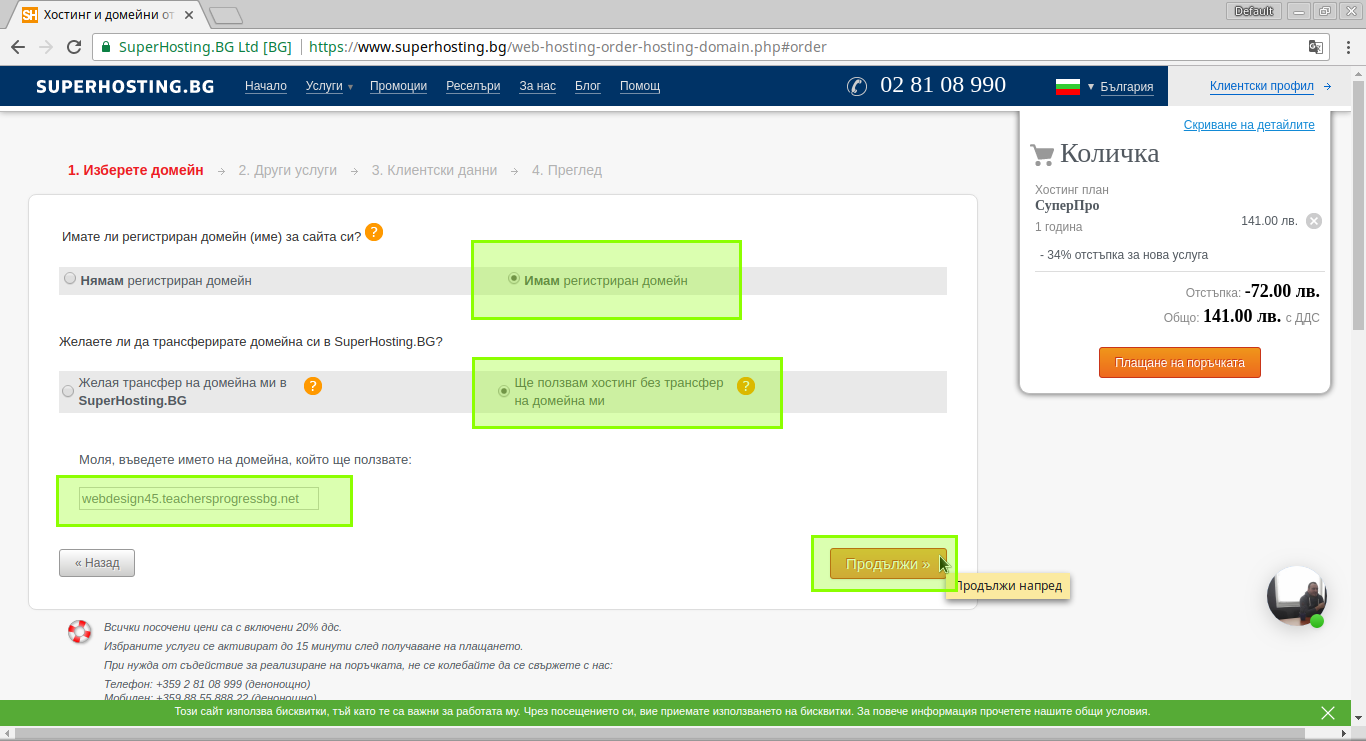 Хостинг и домейни от
Default
SuperHosting.BG Ltd [BG] https://www.superhosting.bg/web-hosting-order-hosting-domain.php#order
SUPERHOSTING.BG Начало Услуги Промоции Реселъри За нас Блог Помощ 02 81 08 990 България Клиентски профил
Скриване на детайлите
Количка
Хостинг план
СуперПро
1 година 141.00 лв.
- 34% отстъпка за нова услуга
Отстъпка: -72.00 лв.
Общо: 141.00 лв. с ДДС
Плащане на поръчката
1. Изберете домейн → 2. Други услуги → 3. Клиентски данни → 4. Преглед
Имате ли регистриран домейн (име) за сайта си? ?
Нямам регистриран домейн Имам регистриран домейн
Желаете ли да трансферирате домейна си в SuperHosting.BG?
Желая трансфер на домейна ми в ? Ще ползвам хостинг без трансфер ?
SuperHosting.BG на домейна ми
Моля, въведете името на домейна, който ще ползвате:
webdesign45.teachersprogressbg.net
« Назад Продължи »
Продължи напред
Всички посочени цени са с включени 20% ддс.
Избраните услуги се активират до 15 минути след получаване на плащането.
При нужда от съдействие за реализиране на поръчката, не се колебайте да се свържете с нас:
Телефон: +359 2 81 08 999 (денонощно)
Мобилен: +359 88 55 888 22 (денонощно)
Този сайт използва бисквитки, тъй като те са важни за работата му. Чрез посещението си, вие приемате използването на бисквитки. За повече информация прочетете нашите общи условия.